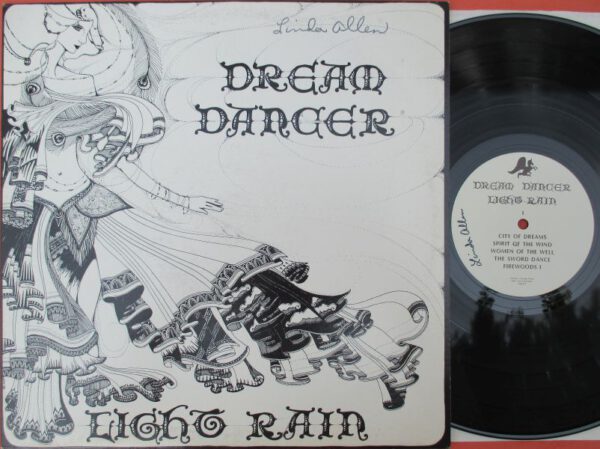 Linda Allen
DREAM
DANCER
LIGHT RAIN
DREAM DANCER
LIGHT RAIN
1
CITY OF DREAMS
SPIRIT OF THE WIND
WOMEN OF THE WELL
THE SWORD DANCE
FIREWOODS I
Linda Allen